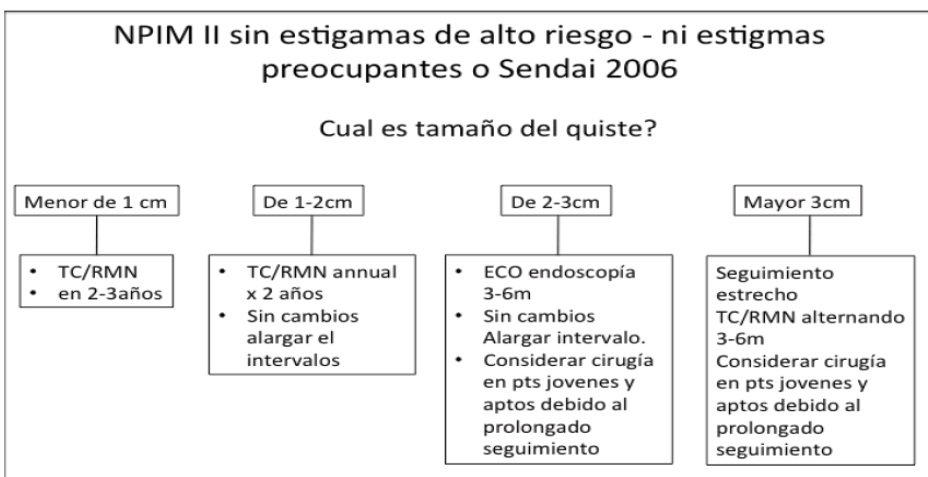 NPIM II sin estigamas de alto riesgo - ni estigmas
preocupantes o Sendai 2006
Cual es tamaño del quiste?
Menor de 1 cm
• TC/RMN
• en 2-3años
De 1-2cm
• TC/RMN annual
x 2 años
• Sin cambios
alargar el
intervalos
De 2-3cm
• ECO endoscopía
3-6m
• Sin cambios
Alargar intervalo.
• Considerar cirugía
en pts jovenes y
aptos debido al
prolongado
seguimiento
Mayor 3cm
Seguimiento
estrecho
TC/RMN alternando
3-6m
Considerar cirugía
en pts jovenes y
aptos debido al
prolongado
seguimiento